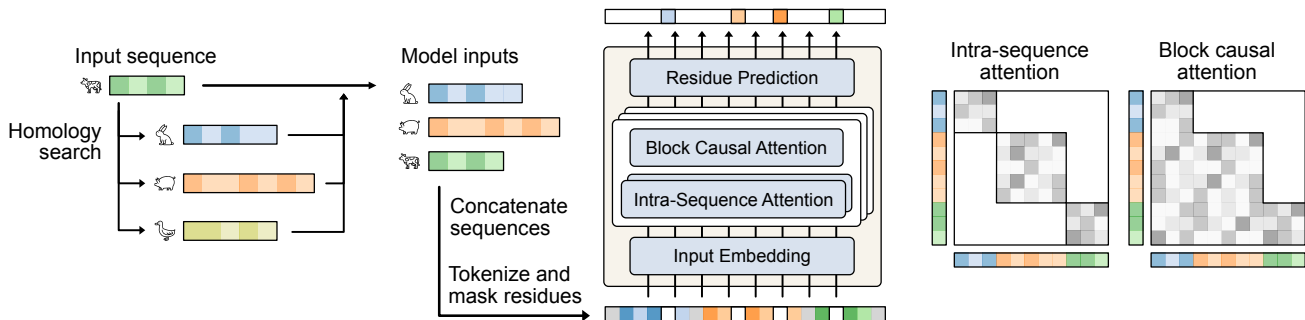 Input sequence
Homology
search
Model inputs
Concatenate
sequences
Tokenize and
mask residues
Residue Prediction
Block Causal Attention
Intra-Sequence Attention
Input Embedding
Intra-sequence
attention
Block causal
attention